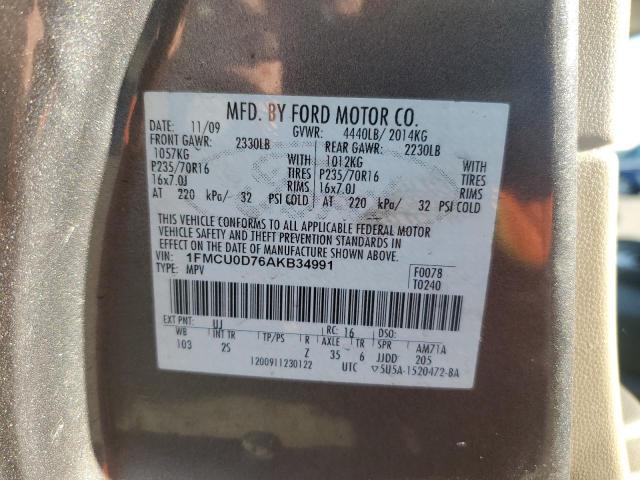 MFD. BY FORD MOTOR CO.
DATE: 11/09 GVWR: 4440LB/ 2014KG
FRONT GAWR: 2330LB REAR GAWR: 2230LB
1057KG WITH 1012KG WITH
P235/70R16 TIRES P235/70R16 TIRES
16x7.0J RIMS 16x7.0J RIMS
AT 220 kPa/ 32 PSI COLD AT 220 kPa/ 32 PSI COLD
THIS VEHICLE CONFORMS TO ALL APPLICABLE FEDERAL MOTOR
VEHICLE SAFETY AND THEFT PREVENTION STANDARDS IN
EFFECT ON THE DATE OF MANUFACTURE SHOWN ABOVE.
VIN: 1FMCU0D76AKB34991 F0078
TYPE: MPV T0240
EXT PNT: UJ RC: 16 DSO:
WB INT TR TP/PS R AXLE TR SPR AM71A
103 2S Z 35 6 JJDD 205
1200911230122 UTC ▽5U5A-1520472-BA